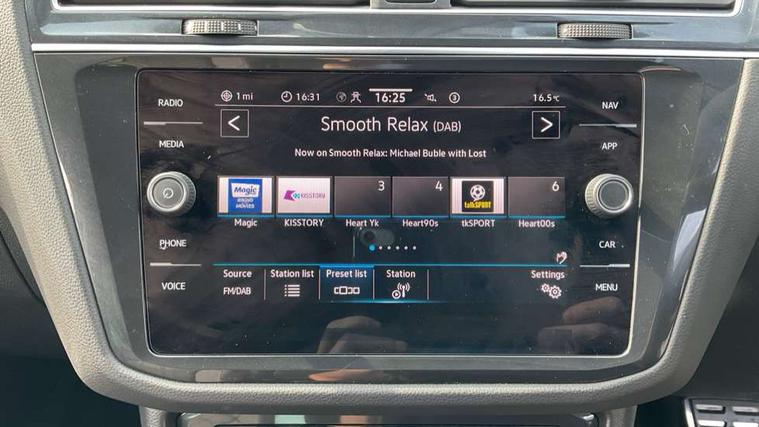 RADIO
MEDIA
PHONE
VOICE
1 mi 16:31 16:25 3 16.5°C
Smooth Relax (DAB)
Now on Smooth Relax: Michael Buble with Lost
Magic
KISSTORY
3
4
talkSPORT
6
Magic KISSTORY Heart Yk Heart90s tkSPORT Heart00s
Source Station list Preset list Station Settings
FM/DAB
NAV
APP
CAR
MENU